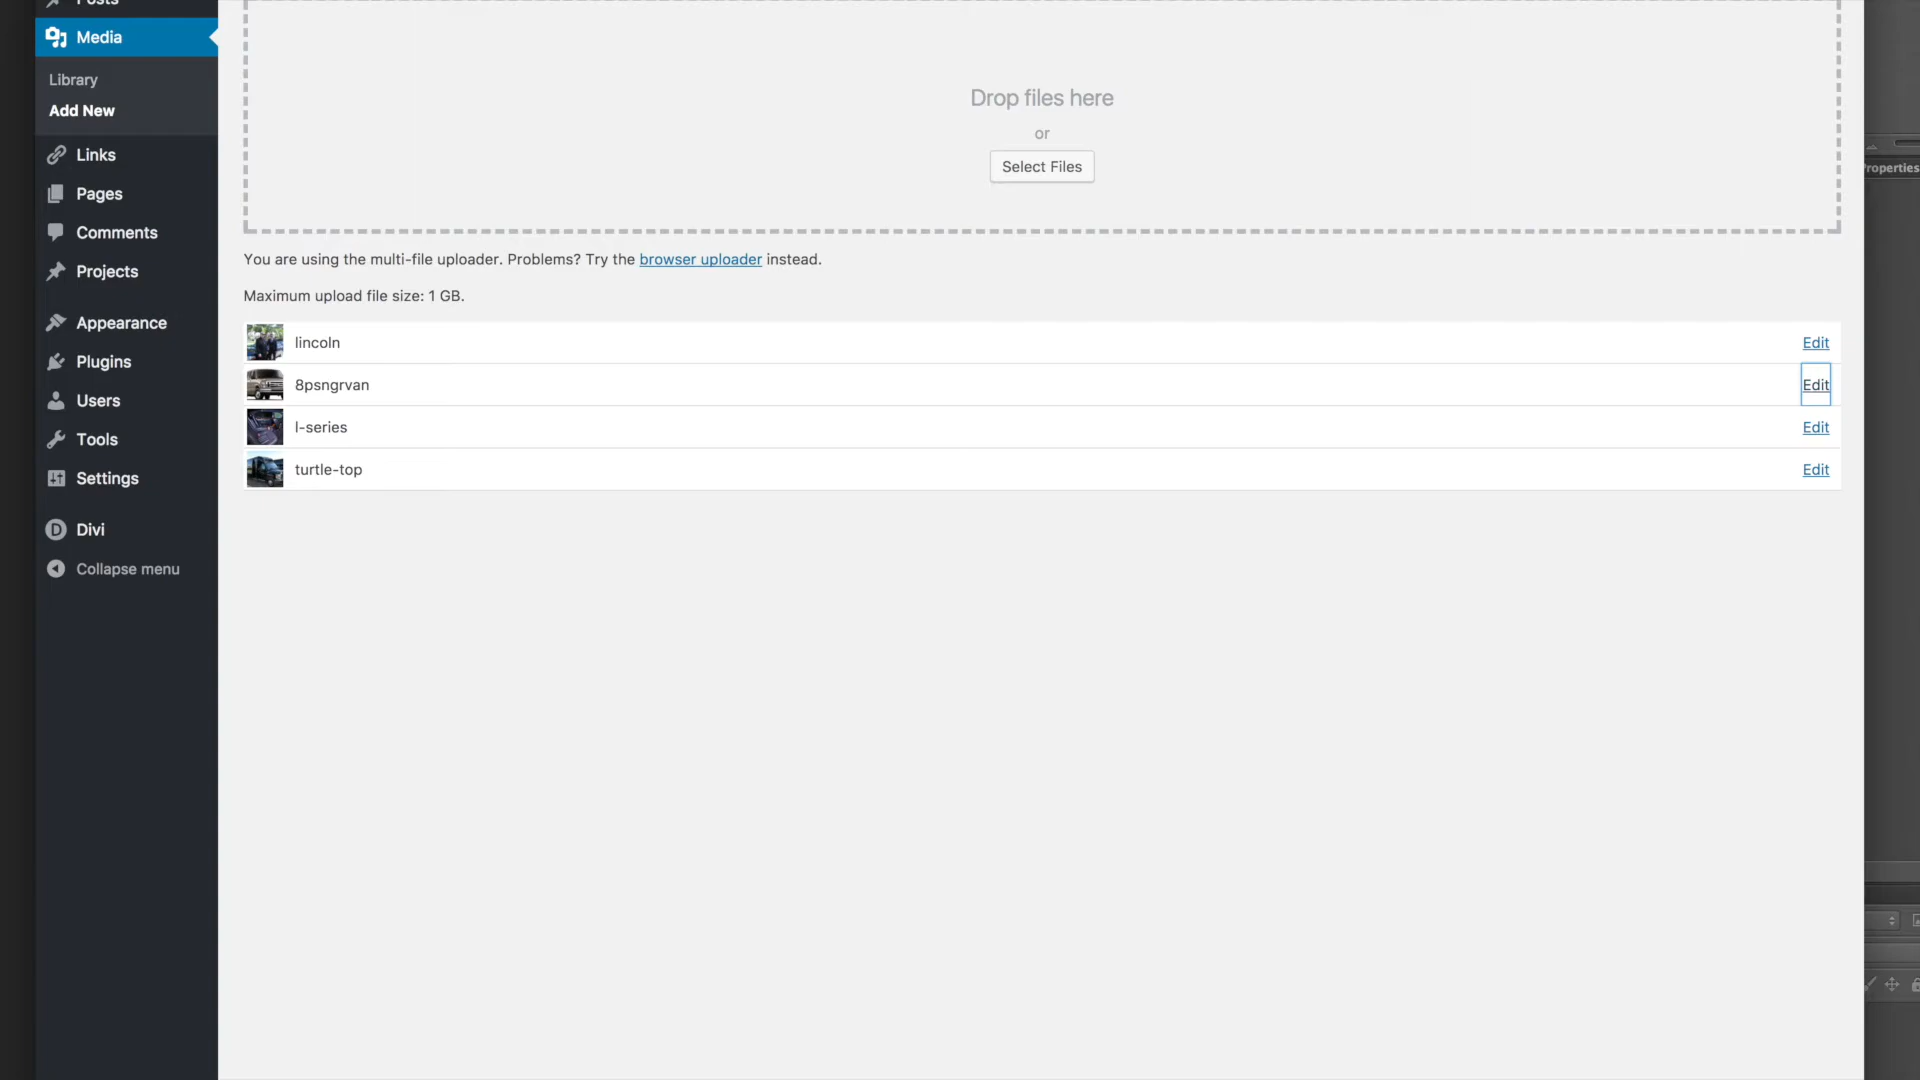 Posts
Media
Library
Add New
Links
Pages
Comments
Projects
Appearance
Plugins
Users
Tools
Settings
Divi
Collapse menu
Drop files here
or
Select Files
You are using the multi-file uploader. Problems? Try the browser uploader instead.
Maximum upload file size: 1 GB.
lincoln Edit
8psngrvan Edit
l-series Edit
turtle-top Edit
Properties